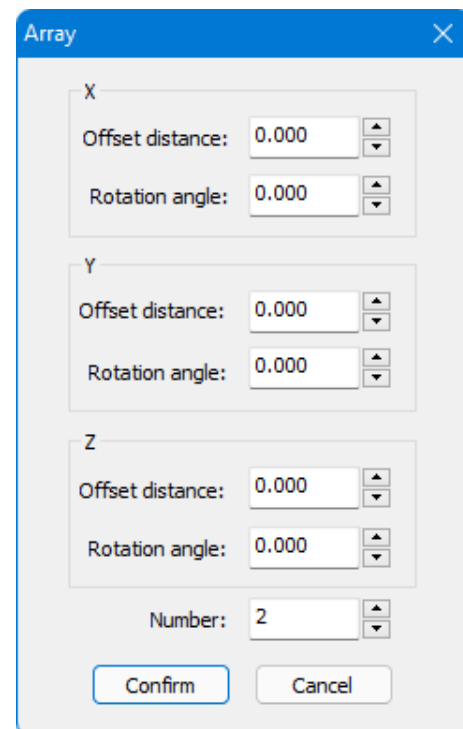 Array
X
Offset distance: 0.000
Rotation angle: 0.000
Y
Offset distance: 0.000
Rotation angle: 0.000
Z
Offset distance: 0.000
Rotation angle: 0.000
Number: 2
Confirm Cancel